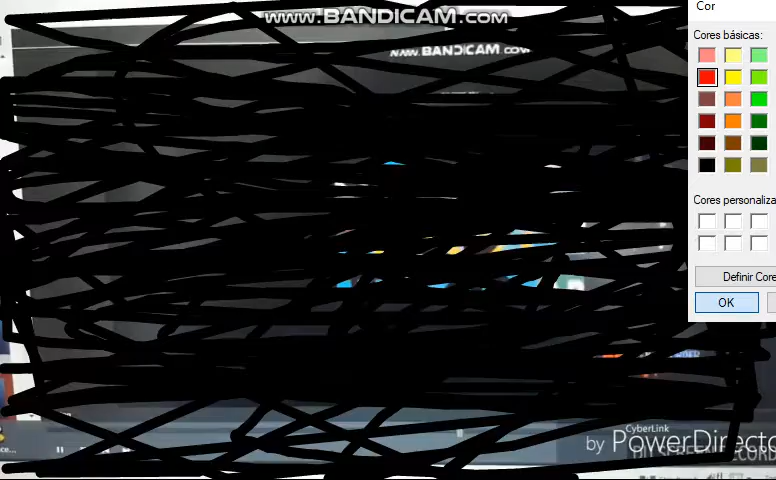 www.BANDICAM.com
Cor
www.BANDICAM.com
Cores básicas:
Cores personaliza
Definir Core
OK
CyberLink
by PowerDirecto